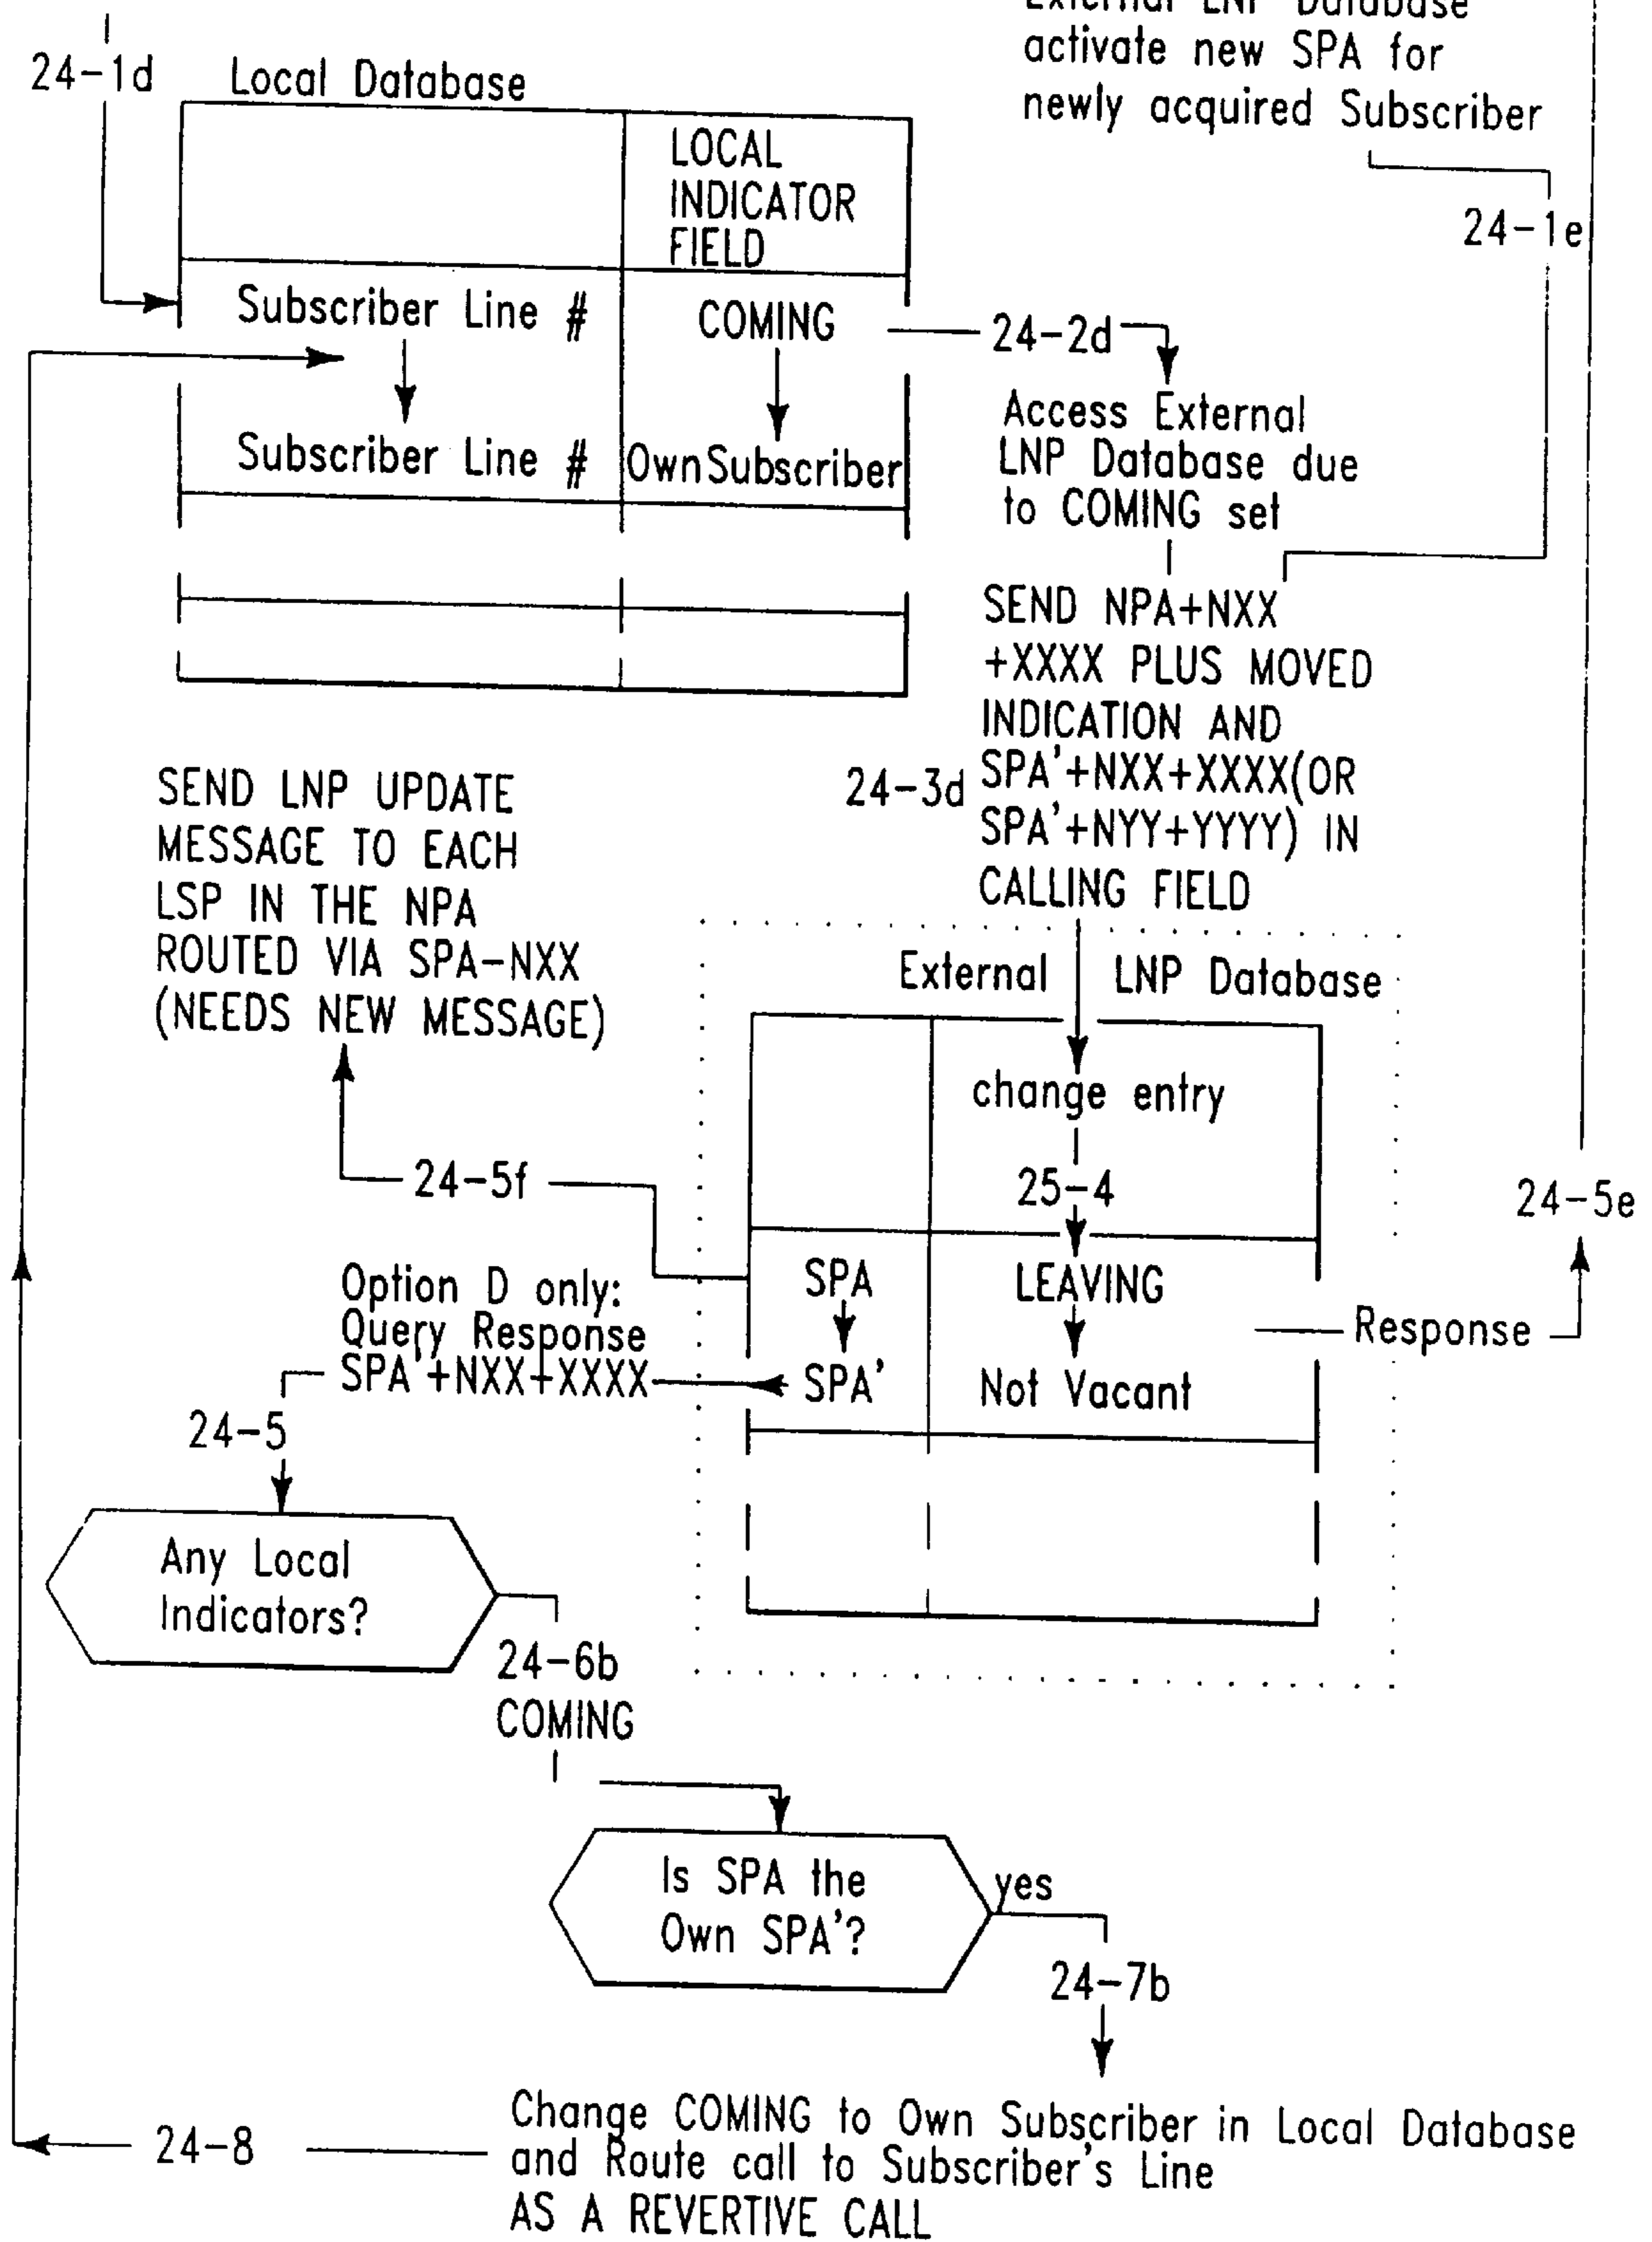 External LNP Database
activate new SPA for
newly acquired Subscriber
24-1d
Local Database
LOCAL
INDICATOR
FIELD
24-1e
Subscriber Line #
COMING
24-2d
Subscriber Line #
Own Subscriber
Access External
LNP Database due
to COMING set
SEND NPA+NXX
+XXXX PLUS MOVED
INDICATION AND
24-3d
SPA'+NXX+XXXX(OR
SPA'+NYY+YYYY) IN
CALLING FIELD
SEND LNP UPDATE
MESSAGE TO EACH
LSP IN THE NPA
ROUTED VIA SPA-NXX
(NEEDS NEW MESSAGE)
External LNP Database
change entry
25-4
24-5f
24-5e
SPA
LEAVING
Response
Option D only:
Query Response
SPA'+NXX+XXXX
SPA'
Not Vacant
24-5
Any Local
Indicators?
24-6b
COMING
Is SPA the
Own SPA'?
yes
24-7b
24-8
Change COMING to Own Subscriber in Local Database
and Route call to Subscriber's Line
AS A REVERTIVE CALL